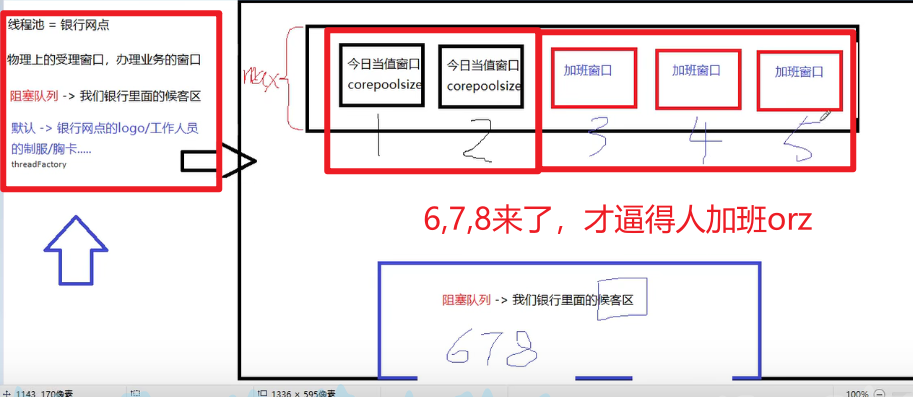 线程池 = 银行网点
物理上的受理窗口，办理业务的窗口
阻塞队列 -> 我们银行里面的候客区
默认 -> 银行网点的logo/工作人员
的制服/胸卡.....
threadFactory
max
今日当值窗口
corepoolsize
今日当值窗口
corepoolsize
加班窗口
加班窗口
加班窗口
1 2 3 4 5
6,7,8来了，才逼得人加班orz
阻塞队列 -> 我们银行里面的候客区
6 7 8
1143, 170像素
1336 × 595像素
100%